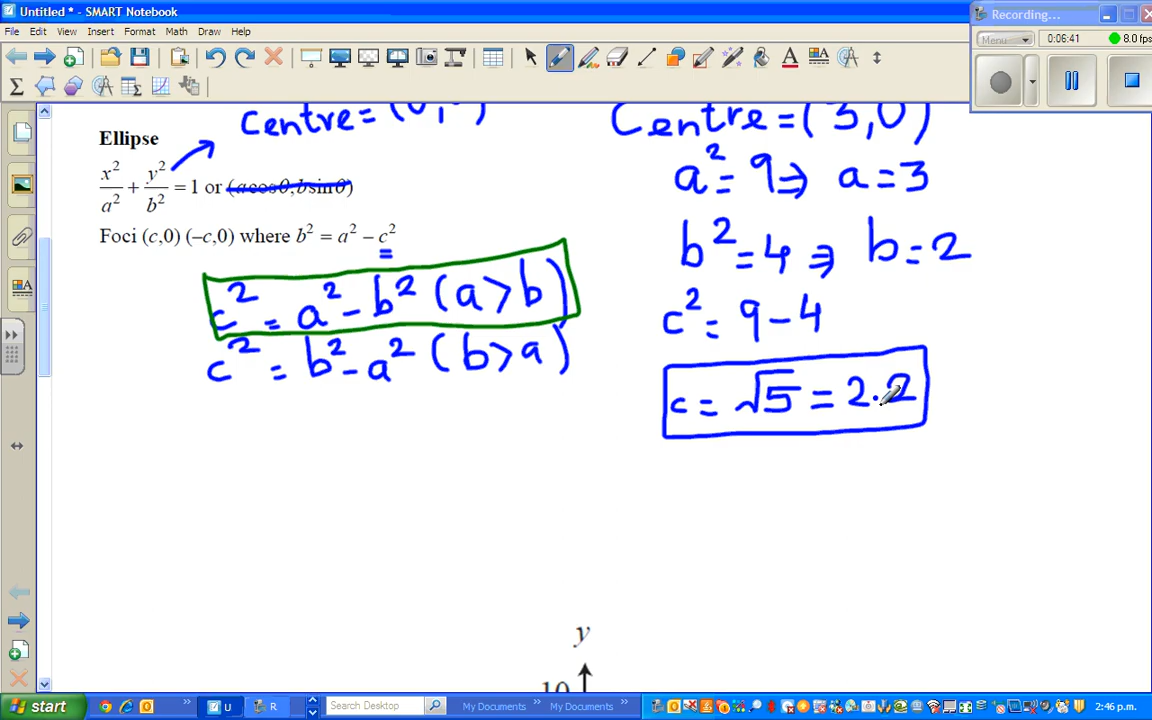 Untitled * - SMART Notebook
Recording...
File Edit View Insert Format Math Draw Help
Menu 0:06:41 8.0 fps
Centre = (0, )
Centre = (3,0)
Ellipse
x²/a² + y²/b² = 1 or (a cos θ, b sin θ)
a² = 9 ⇒ a = 3
Foci (c,0) (–c,0) where b² = a² – c²
b² = 4 ⇒ b = 2
c² = a² - b² (a > b)
c² = 9 - 4
c² = b² - a² (b > a)
c = √5 = 2.2
y
10
start U R Search Desktop My Documents My Documents 2:46 p.m.